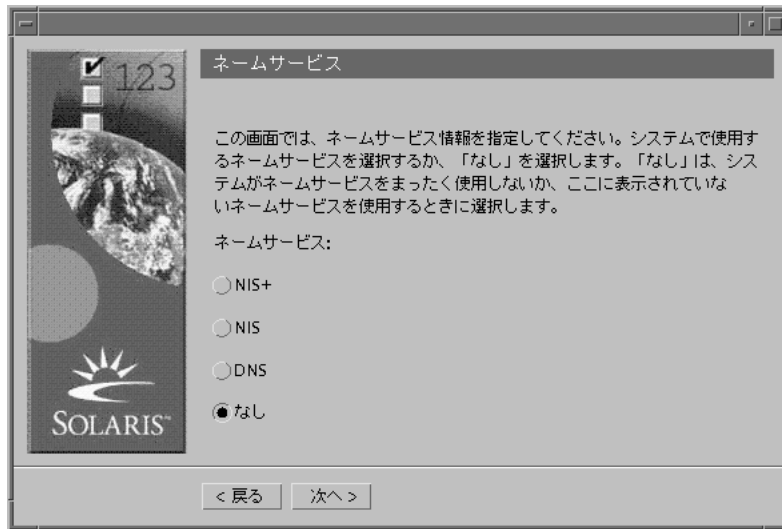 123
ネームサービス
この画面では、ネームサービス情報を指定してください。システムで使用す
るネームサービスを選択するか、「なし」を選択します。「なし」は、シス
テムがネームサービスをまったく使用しないか、ここに表示されていな
いネームサービスを使用するときに選択します。
ネームサービス:
NIS+
NIS
DNS
なし
SOLARIS™
< 戻る 次へ >